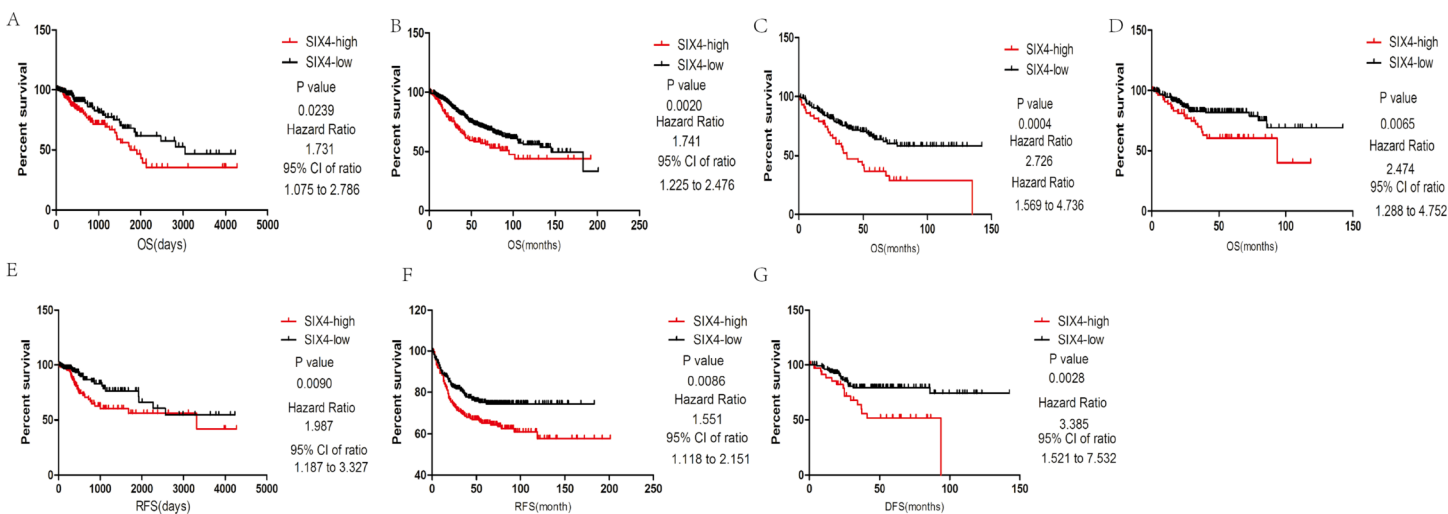 A
150
100
50
0
0 1000 2000 3000 4000 5000
Percent survival
OS(days)
SIX4-high
SIX4-low
P value
0.0239
Hazard Ratio
1.731
95% CI of ratio
1.075 to 2.786
B
150
100
50
0
0 50 100 150 200 250
Percent survival
OS(months)
SIX4-high
SIX4-low
P value
0.0020
Hazard Ratio
1.741
95% CI of ratio
1.225 to 2.476
C
150
100
50
0
0 50 100 150
Percent survival
OS(months)
SIX4-high
SIX4-low
P value
0.0004
Hazard Ratio
2.726
Hazard Ratio
1.569 to 4.736
D
150
100
50
0
0 50 100 150
Percent survival
OS(months)
SIX4-high
SIX4-low
P value
0.0065
Hazard Ratio
2.474
95% CI of ratio
1.288 to 4.752
E
150
100
50
0
0 1000 2000 3000 4000 5000
Percent survival
RFS(days)
SIX4-high
SIX4-low
P value
0.0090
Hazard Ratio
1.987
95% CI of ratio
1.187 to 3.327
F
120
100
80
60
40
0 50 100 150 200 250
Percent survival
RFS(month)
SIX4-high
SIX4-low
P value
0.0086
Hazard Ratio
1.551
95% CI of ratio
1.118 to 2.151
G
150
100
50
0
0 50 100 150
Percent survival
DFS(months)
SIX4-high
SIX4-low
P value
0.0028
Hazard Ratio
3.385
95% CI of ratio
1.521 to 7.532